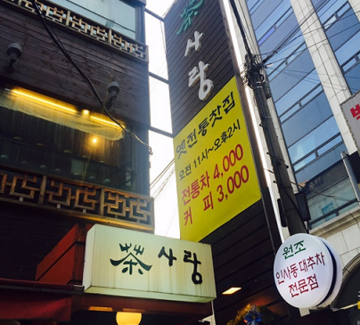 茶사랑
옛전통찻집
오전 11시~오후2시
전통차 4,000
커 피 3,000
茶사랑
원조
인사동대추차
전문점